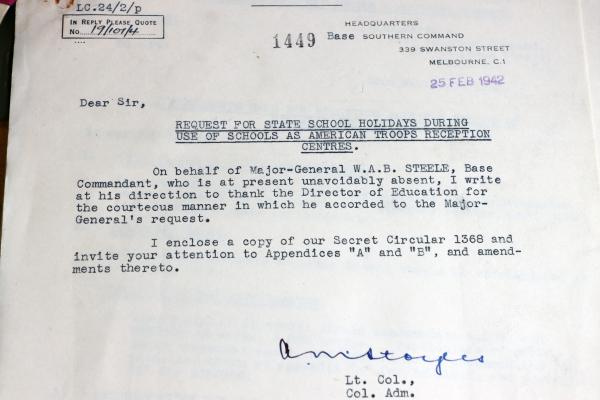 LC.24/2/p
IN REPLY PLEASE QUOTE
No. 19/101/4
HEADQUARTERS
1449 Base SOUTHERN COMMAND
339 SWANSTON STREET
MELBOURNE, C.1
25 FEB 1942
Dear Sir,
REQUEST FOR STATE SCHOOL HOLIDAYS DURING
USE OF SCHOOLS AS AMERICAN TROOPS RECEPTION
CENTRES.
On behalf of Major-General W.A.B. STEELE, Base
Commandant, who is at present unavoidably absent, I write
at his direction to thank the Director of Education for
the courteous manner in which he accorded to the Major-
General's request.
I enclose a copy of our Secret Circular 1368 and
invite your attention to Appendices "A" and "B", and amend-
ments thereto.
Lt. Col.,
Col. Adm.